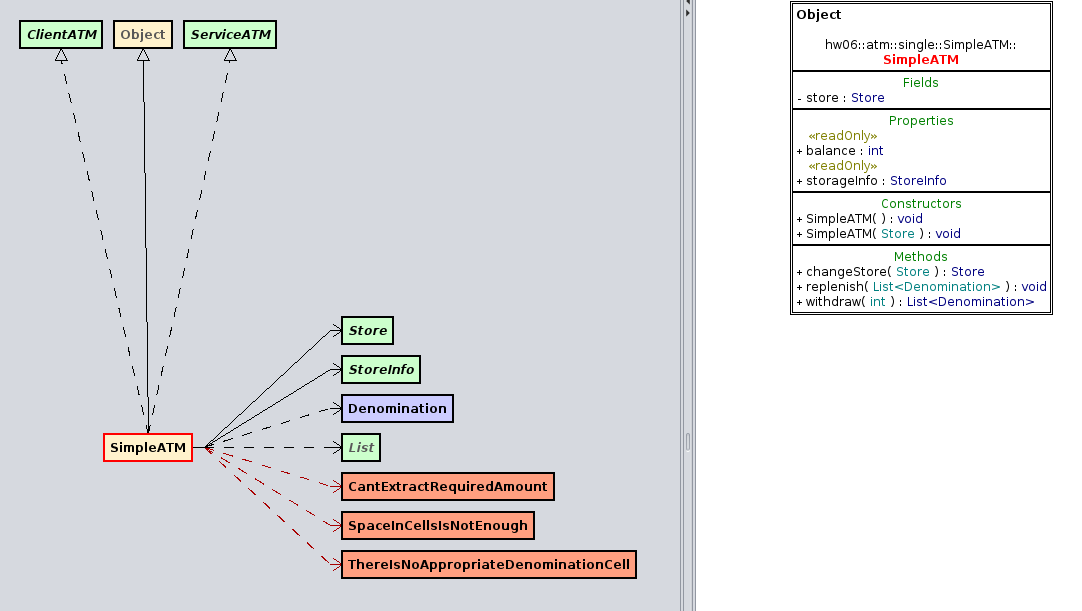 ClientATM
Object
ServiceATM
Store
StoreInfo
Denomination
SimpleATM
List
CantExtractRequiredAmount
SpaceInCellsIsNotEnough
ThereIsNoAppropriateDenominationCell
Object
hw06::atm::single::SimpleATM::
SimpleATM
Fields
- store : Store
Properties
«readOnly»
+ balance : int
«readOnly»
+ storageInfo : StoreInfo
Constructors
+ SimpleATM( ) : void
+ SimpleATM( Store ) : void
Methods
+ changeStore( Store ) : Store
+ replenish( List<Denomination> ) : void
+ withdraw( int ) : List<Denomination>